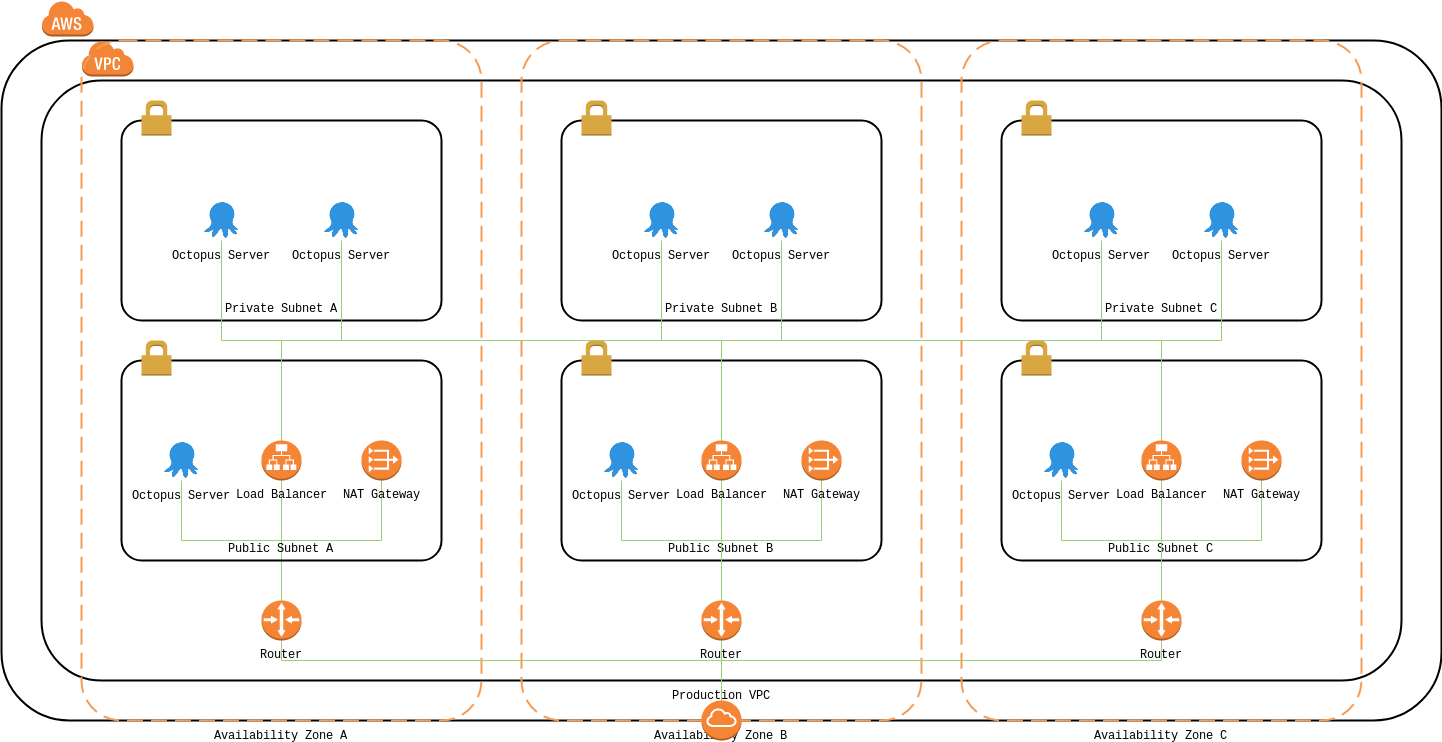 AWS
VPC
Octopus Server Octopus Server Octopus Server Octopus Server Octopus Server Octopus Server
Private Subnet A Private Subnet B Private Subnet C
Octopus Server Load Balancer NAT Gateway Octopus Server Load Balancer NAT Gateway Octopus Server Load Balancer NAT Gateway
Public Subnet A Public Subnet B Public Subnet C
Router Router Router
Production VPC
Availability Zone A Availability Zone B Availability Zone C